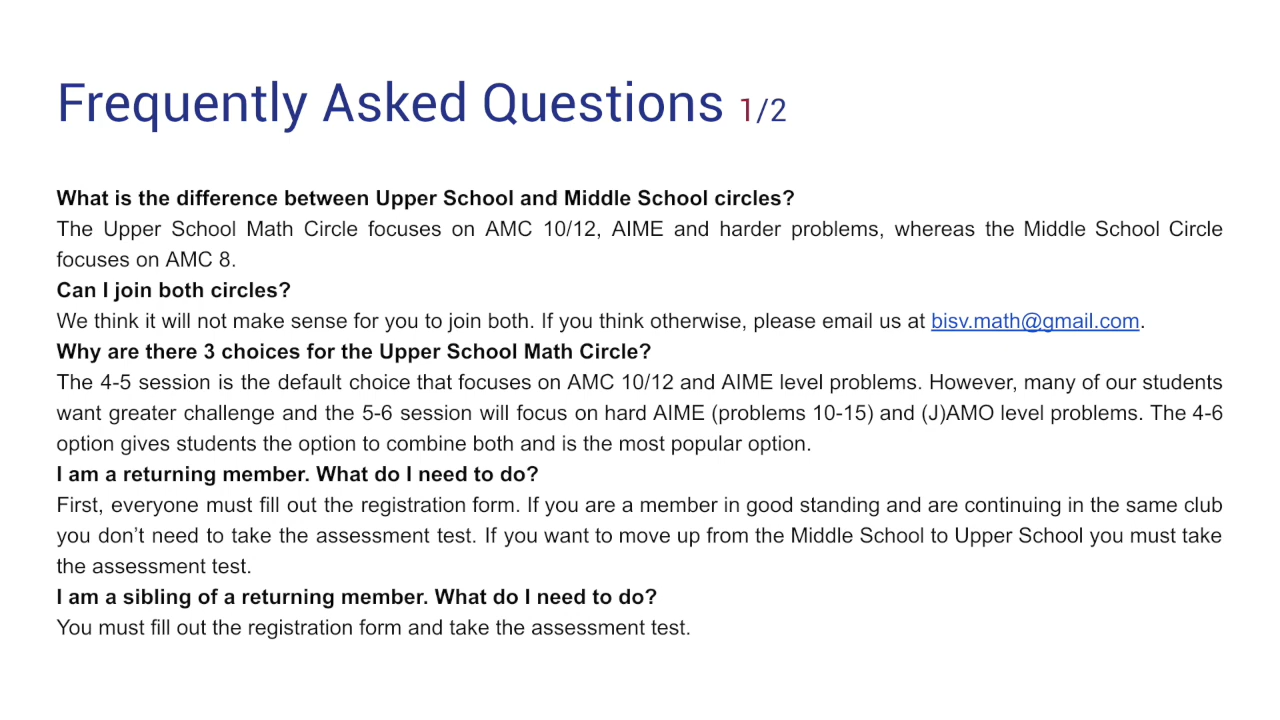 Frequently Asked Questions 1/2
What is the difference between Upper School and Middle School circles?
The Upper School Math Circle focuses on AMC 10/12, AIME and harder problems, whereas the Middle School Circle
focuses on AMC 8.
Can I join both circles?
We think it will not make sense for you to join both. If you think otherwise, please email us at bisv.math@gmail.com.
Why are there 3 choices for the Upper School Math Circle?
The 4-5 session is the default choice that focuses on AMC 10/12 and AIME level problems. However, many of our students
want greater challenge and the 5-6 session will focus on hard AIME (problems 10-15) and (J)AMO level problems. The 4-6
option gives students the option to combine both and is the most popular option.
I am a returning member. What do I need to do?
First, everyone must fill out the registration form. If you are a member in good standing and are continuing in the same club
you don’t need to take the assessment test. If you want to move up from the Middle School to Upper School you must take
the assessment test.
I am a sibling of a returning member. What do I need to do?
You must fill out the registration form and take the assessment test.